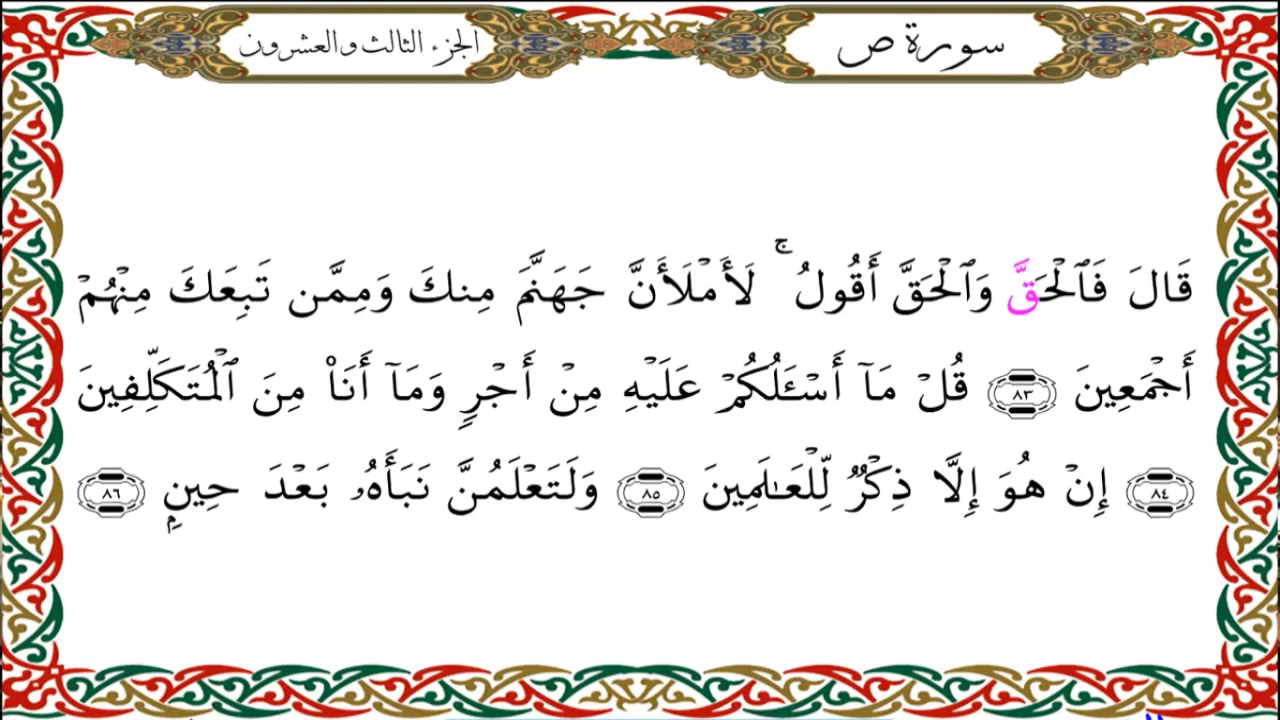 سورة ص
الجزء الثالث والعشرون
قَالَ فَٱلْحَقَّ وَٱلْحَقَّ أَقُولُ ۚ لَأَمْلَأَنَّ جَهَنَّمَ مِنكَ وَمِمَّن تَبِعَكَ مِنْهُمْ
أَجْمَعِينَ ٨٣ قُلْ مَآ أَسْـَٔلُكُمْ عَلَيْهِ مِنْ أَجْرٍ وَمَآ أَنَا۠ مِنَ ٱلْمُتَكَلِّفِينَ
٨٤ إِنْ هُوَ إِلَّا ذِكْرٌ لِّلْعَـٰلَمِينَ ٨٥ وَلَتَعْلَمُنَّ نَبَأَهُۥ بَعْدَ حِينٍۭ ٨٦